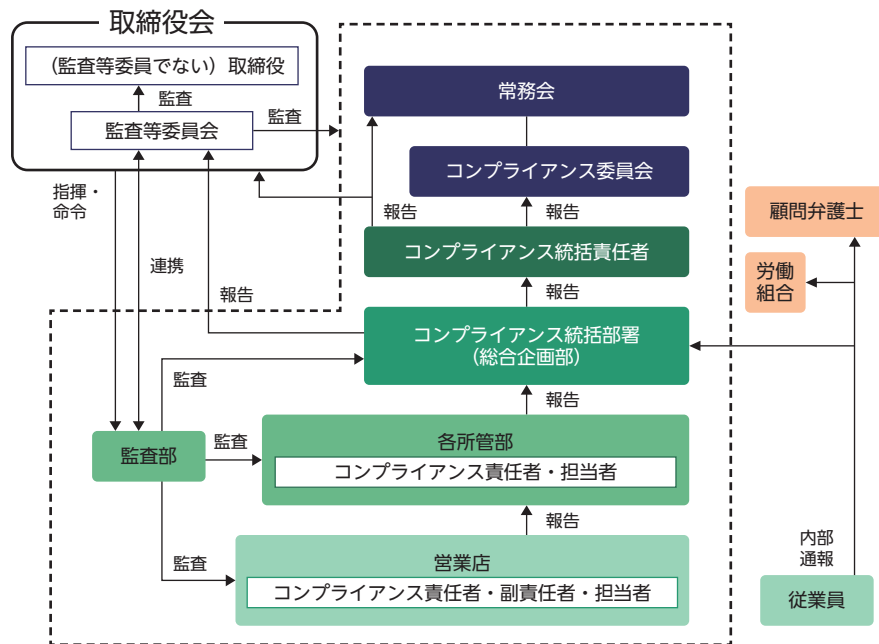 取締役会
(監査等委員でない)取締役
監査
監査等委員会
監査
常務会
コンプライアンス委員会
指揮・
命令
報告
報告
顧問弁護士
コンプライアンス統括責任者
連携
報告
報告
労働
組合
コンプライアンス統括部署
(総合企画部)
監査
報告
監査部
監査
各所管部
コンプライアンス責任者・担当者
報告
監査
営業店
コンプライアンス責任者・副責任者・担当者
内部
通報
従業員